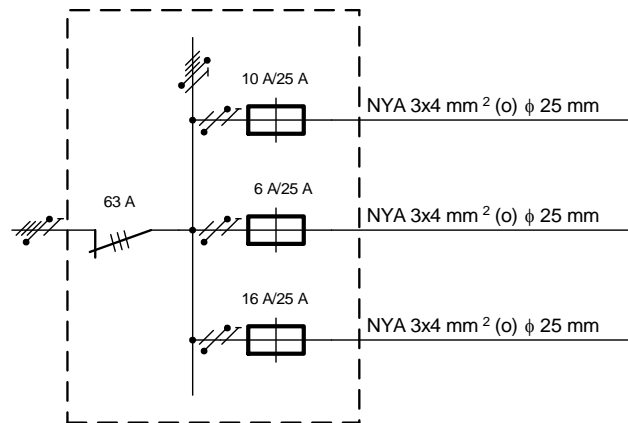 10 A/25 A
NYA 3x4 mm ² (o) ϕ 25 mm
63 A
6 A/25 A
NYA 3x4 mm ² (o) ϕ 25 mm
16 A/25 A
NYA 3x4 mm ² (o) ϕ 25 mm